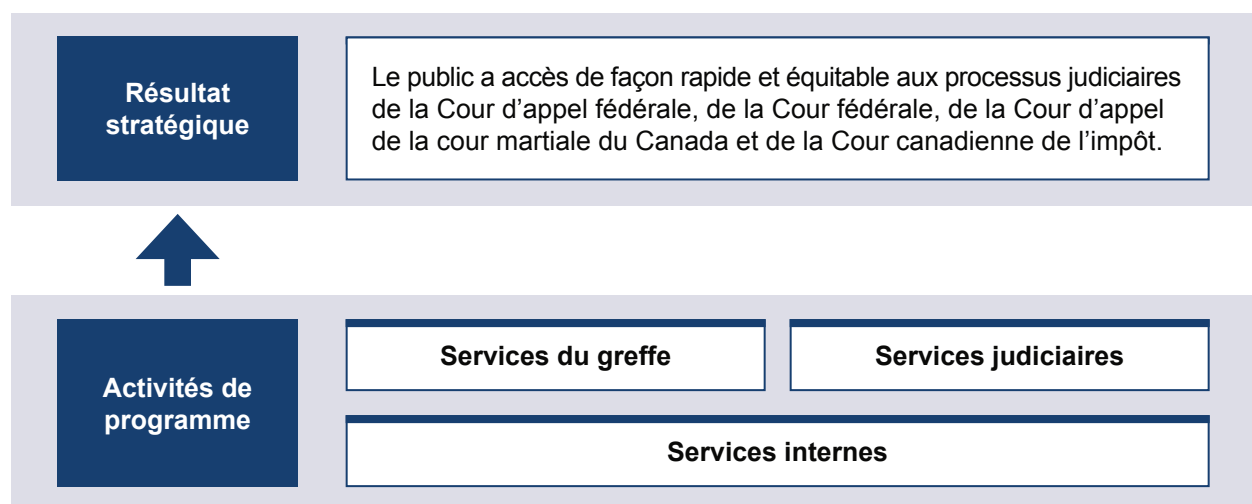 Résultat
stratégique
Le public a accès de façon rapide et équitable aux processus judiciaires
de la Cour d’appel fédérale, de la Cour fédérale, de la Cour d’appel
de la cour martiale du Canada et de la Cour canadienne de l’impôt.
Activités de
programme
Services du greffe
Services judiciaires
Services internes